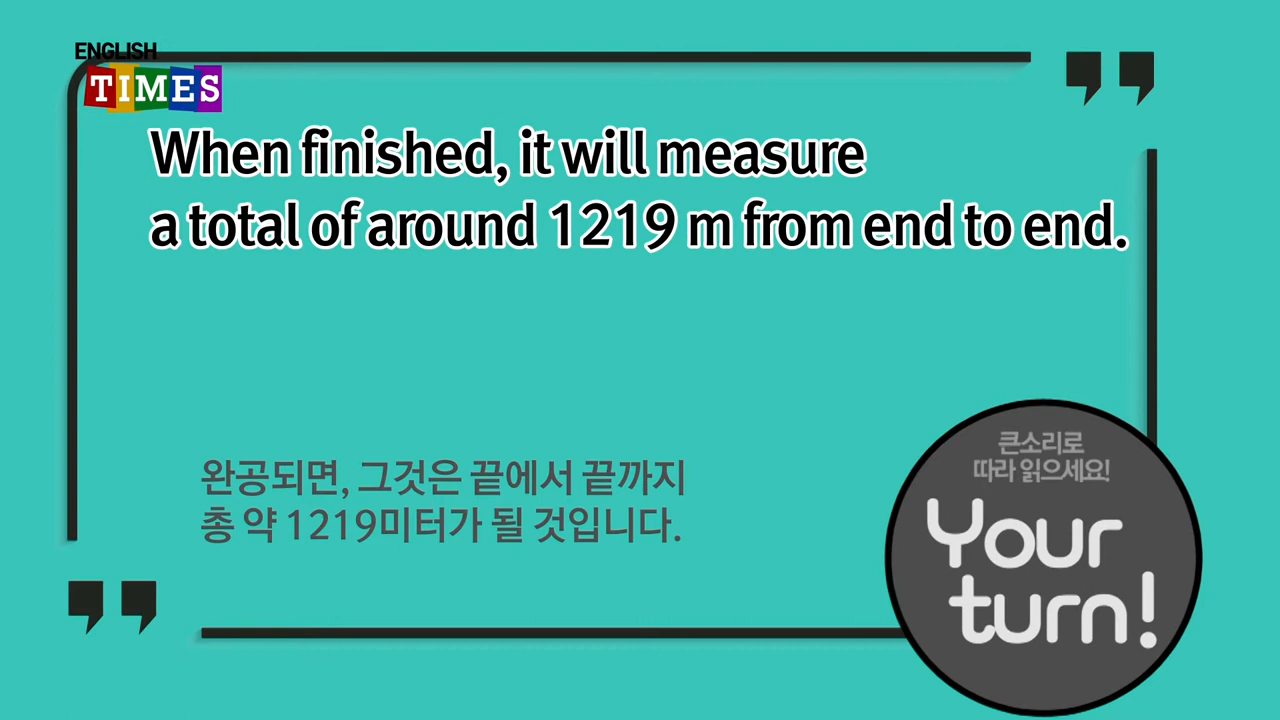 ENGLISH
TIMES
When finished, it will measure
a total of around 1219 m from end to end.
완공되면, 그것은 끝에서 끝까지
총 약 1219미터가 될 것입니다.
큰소리로
따라 읽으세요!
Your
turn!